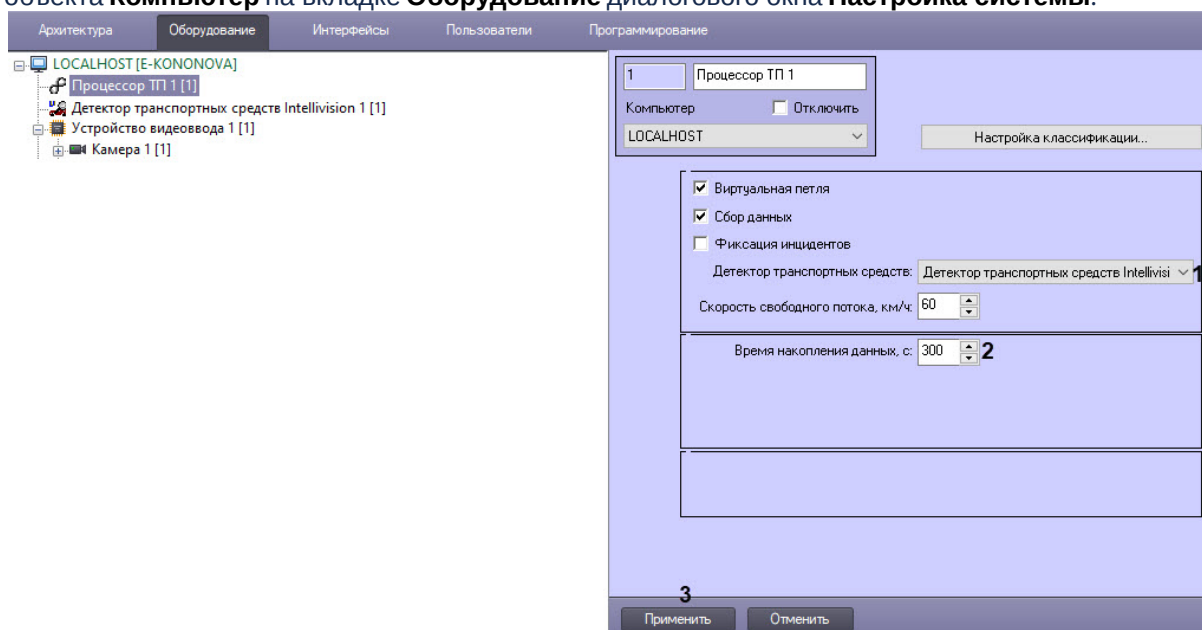 объекта Компьютер на вкладке Оборудование диалогового окна Настройка системы.
Архитектура Оборудование Интерфейсы Пользователи Программирование
LOCALHOST [E-KONONOVA]
Процессор ТП 1 [1]
Детектор транспортных средств Intellivision 1 [1]
Устройство видеоввода 1 [1]
Камера 1 [1]
1 Процессор ТП 1
Компьютер Отключить
LOCALHOST
Настройка классификации...
Виртуальная петля
Сбор данных
Фиксация инцидентов
Детектор транспортных средств: Детектор транспортных средств Intellivisi 1
Скорость свободного потока, км/ч: 60
Время накопления данных, с: 300 2
3
Применить Отменить